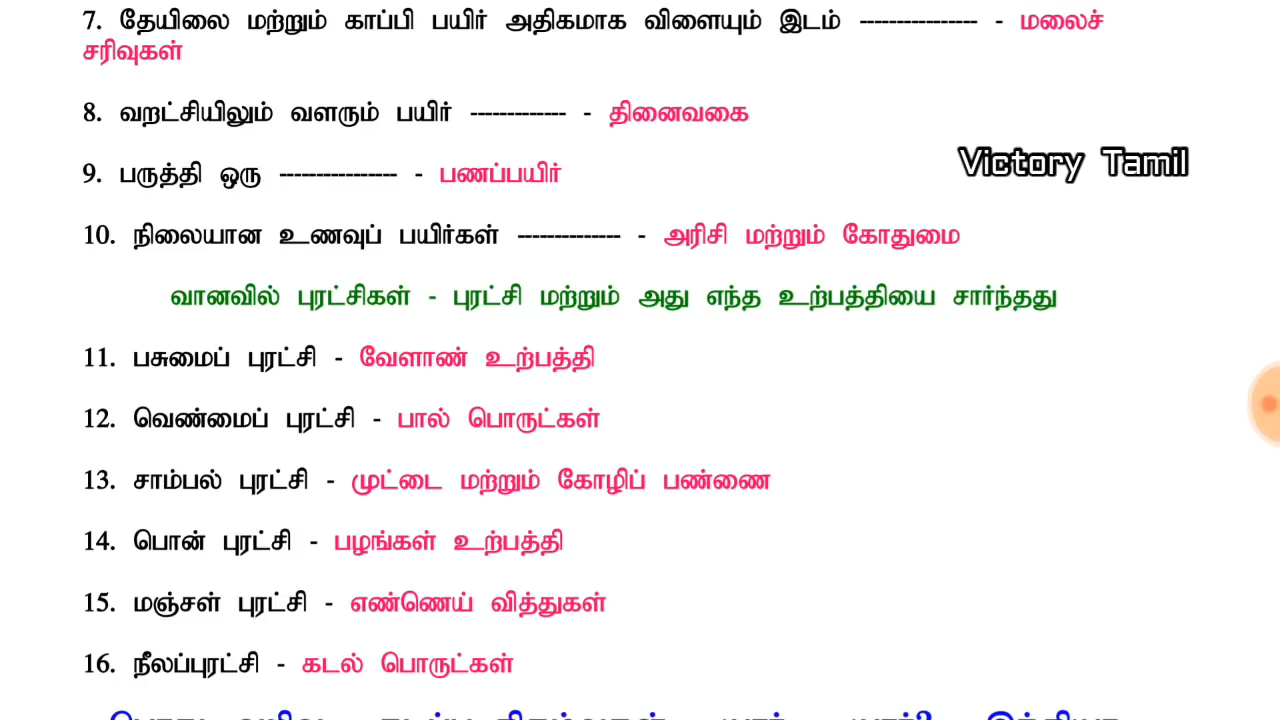 7. தேயிலை மற்றும் காப்பி பயிர் அதிகமாக விளையும் இடம் ---------------- - மலைச்
சரிவுகள்
8. வறட்சியிலும் வளரும் பயிர் ------------- - தினைவகை
Victory Tamil
9. பருத்தி ஒரு ---------------- - பணப்பயிர்
10. நிலையான உணவுப் பயிர்கள் -------------- - அரிசி மற்றும் கோதுமை
வானவில் புரட்சிகள் - புரட்சி மற்றும் அது எந்த உற்பத்தியை சார்ந்தது
11. பசுமைப் புரட்சி - வேளாண் உற்பத்தி
12. வெண்மைப் புரட்சி - பால் பொருட்கள்
13. சாம்பல் புரட்சி - முட்டை மற்றும் கோழிப் பண்ணை
14. பொன் புரட்சி - பழங்கள் உற்பத்தி
15. மஞ்சள் புரட்சி - எண்ணெய் வித்துகள்
16. நீலப்புரட்சி - கடல் பொருட்கள்